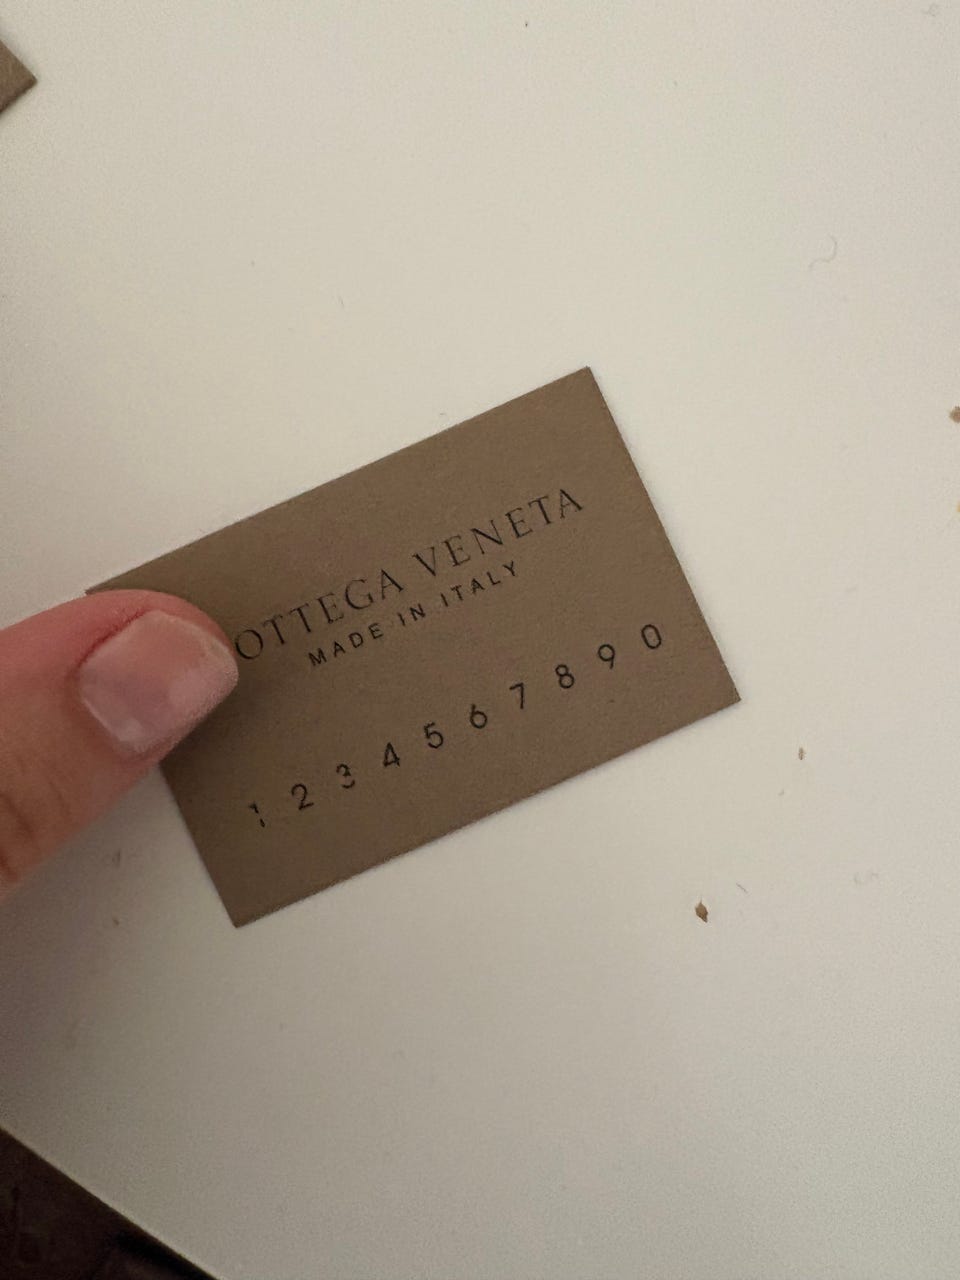 OTTEGA VENETA
MADE IN ITALY
1 2 3 4 5 6 7 8 9 0